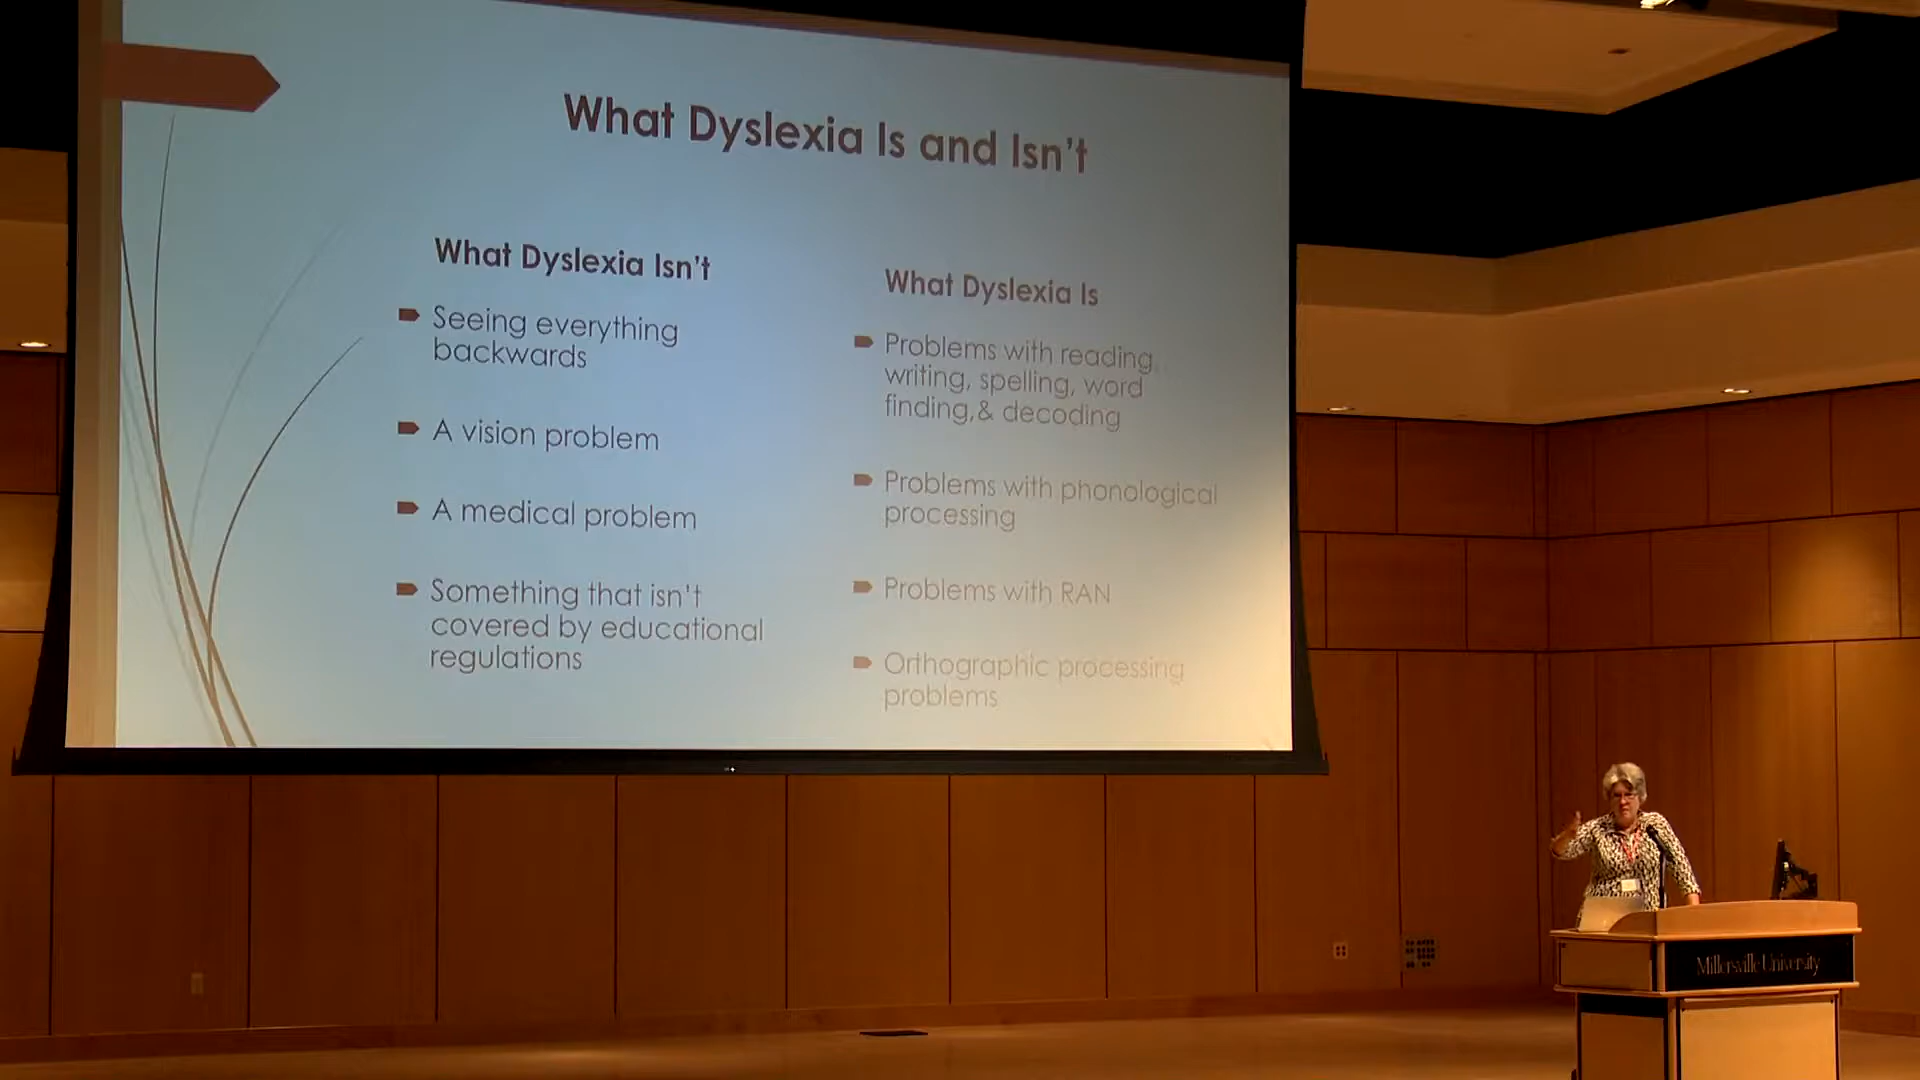 What Dyslexia Is and Isn't
What Dyslexia Isn't
Seeing everything
backwards
A vision problem
A medical problem
Something that isn't
covered by educational
regulations
What Dyslexia Is
Problems with reading,
writing, spelling, word
finding,& decoding
Problems with phonological
processing
Problems with RAN
Orthographic processing
problems
Millersville University